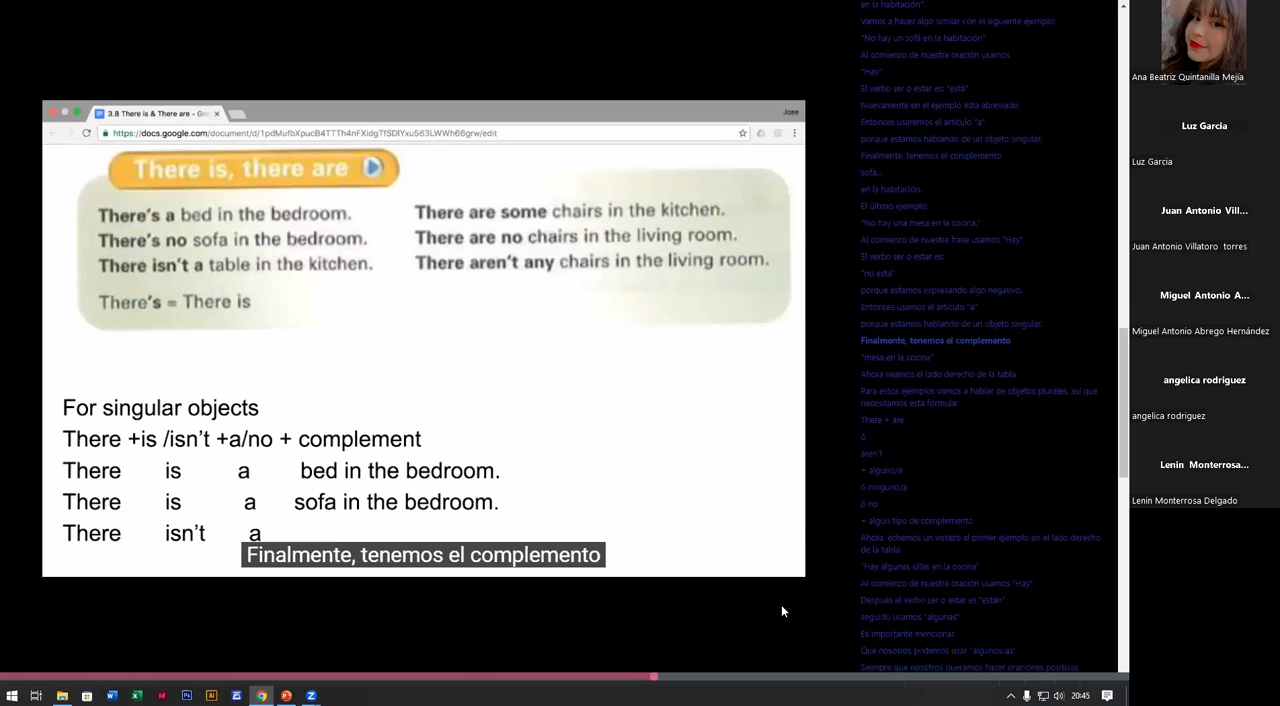 3.8 There is & There are - Goo
Jose
https://docs.google.com/document/d/1pdMufbXpucB4TTTh4nFXidgTfSDIYxu563LWWh66grw/edit
There is, there are
There's a bed in the bedroom.
There's no sofa in the bedroom.
There isn't a table in the kitchen.
There's = There is
There are some chairs in the kitchen.
There are no chairs in the living room.
There aren't any chairs in the living room.
For singular objects
There +is /isn't +a/no + complement
There is a bed in the bedroom.
There is a sofa in the bedroom.
There isn't a
Finalmente, tenemos el complemento
en la habitación".
Vamos a hacer algo similar con el siguiente ejemplo:
"No hay un sofá en la habitación"
Al comienzo de nuestra oración usamos
"Hay"
El verbo ser o estar es: "está"
Nuevamente en el ejemplo está abreviado
Entonces usaremos el artículo "a"
porque estamos hablando de un objeto singular.
Finalmente, tenemos el complemento
sofá...
en la habitación.
El último ejemplo:
"No hay una mesa en la cocina."
Al comienzo de nuestra frase usamos "Hay"
El verbo ser o estar es:
"no esta"
porque estamos expresando algo negativo.
Entonces usamos el artículo "a"
porque estamos hablando de un objeto singular.
Finalmente, tenemos el complemento
"mesa en la cocina"
Ahora veamos el lado derecho de la tabla
Para estos ejemplos vamos a hablar de objetos plurales, así que
necesitamos esta fórmula:
There + are
ó
aren't
+ alguno/a
ó ninguno/a
ó no
+ algún tipo de complemento
Ahora, echemos un vistazo al primer ejemplo en el lado derecho
de la tabla:
"Hay algunas sillas en la cocina"
Al comienzo de nuestra oración usamos "Hay"
Después el verbo ser o estar es "están"
seguido usamos "algunas"
Es importante mencionar
Que nosotros podemos usar "algunos/as"
Siempre que nosotros queramos hacer oraciones positivos
Ana Beatriz Quintanilla Mejía
Luz Garcia
Luz Garcia
Juan Antonio Vill...
Juan Antonio Villatoro torres
Miguel Antonio A...
Miguel Antonio Abrego Hernández
angelica rodriguez
angelica rodriguez
Lenin Monterrosa...
Lenin Monterrosa Delgado
20:45